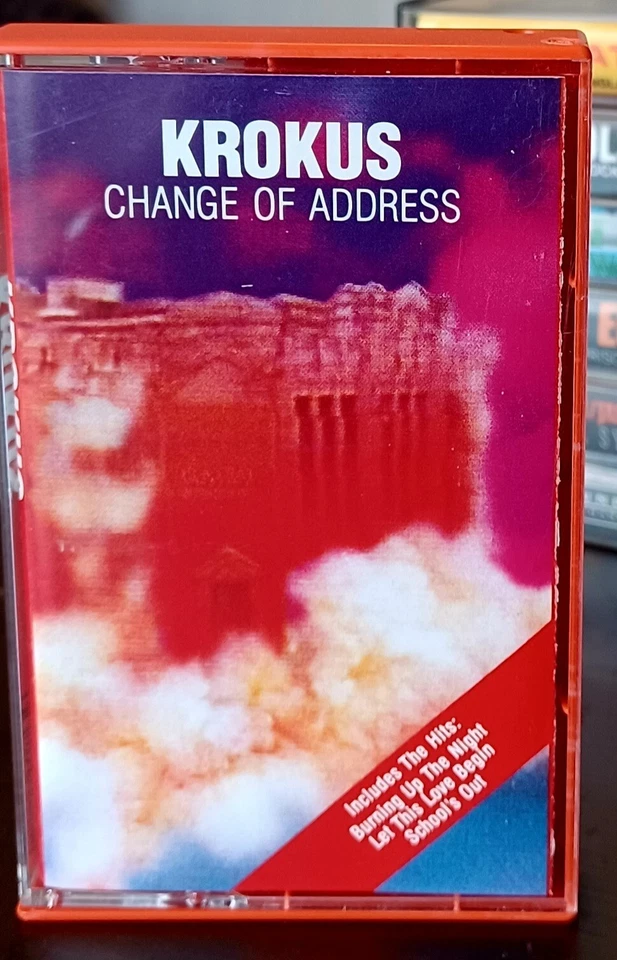 KROKUS
CHANGE OF ADDRESS
Includes The Hits:
Burning Up The Night
Let This Love Begin
School's Out